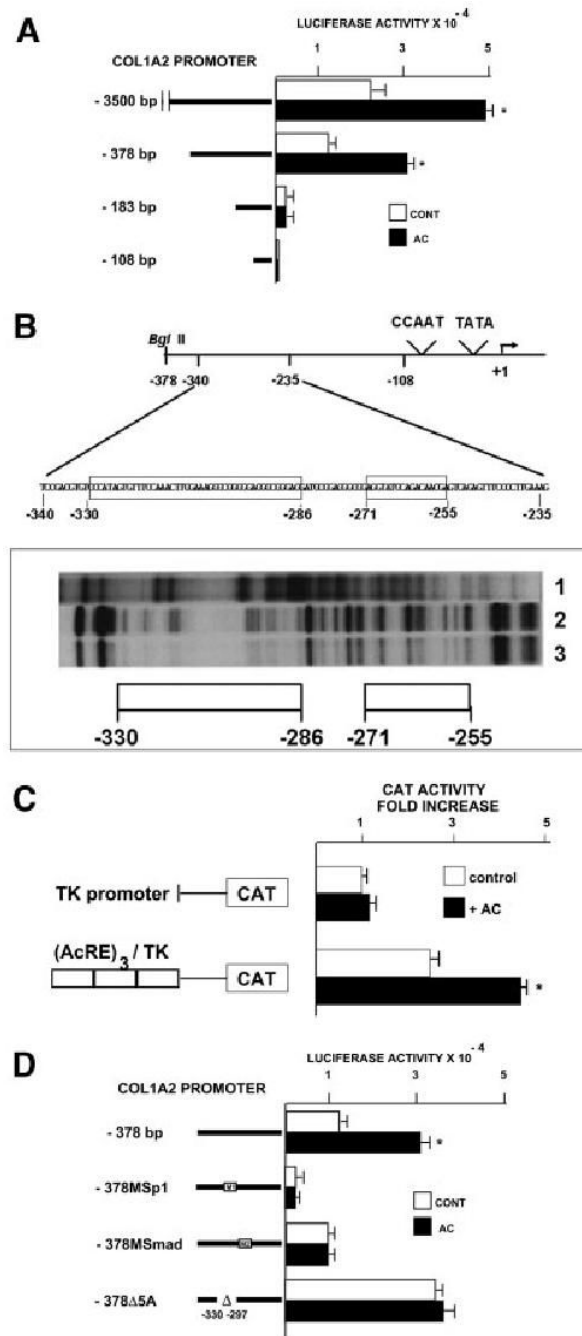 A
LUCIFERASE ACTIVITY X 10 -4
COL1A2 PROMOTER
1 3 5
- 3500 bp
*
- 378 bp
*
- 183 bp
CONT
AC
- 108 bp
B
CCAAT TATA
Bgl II
-378 -340 -235 -108 +1
-340 -330 -286 -271 -255 -235
1
2
3
-330 -286 -271 -255
C
CAT ACTIVITY
FOLD INCREASE
1 3 5
TK promoter CAT
control
+ AC
(AcRE)3 / TK
CAT
*
D
LUCIFERASE ACTIVITY X 10 -4
COL1A2 PROMOTER
1 3 5
- 378 bp
*
- 378MSp1
CONT
AC
- 378MSmad
- 378Δ5A
Δ
-330 -297